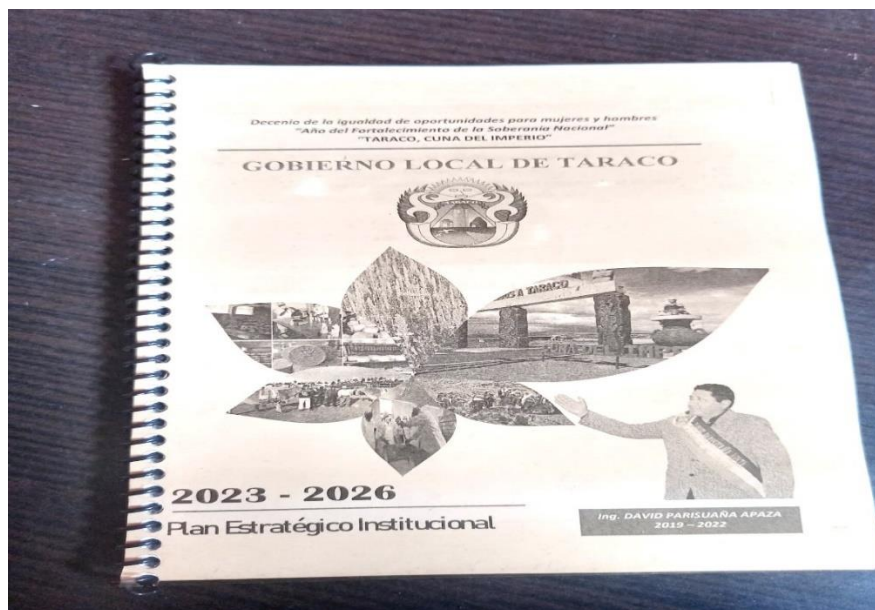 Decenio de la igualdad de oportunidades para mujeres y hombres
"Año del Fortalecimiento de la Soberanía Nacional"
"TARACO, CUNA DEL IMPERIO"
GOBIERNO LOCAL DE TARACO
TARACO
2023 - 2026
Plan Estratégico Institucional
Ing. DAVID PARISUAÑA APAZA
2019 – 2022